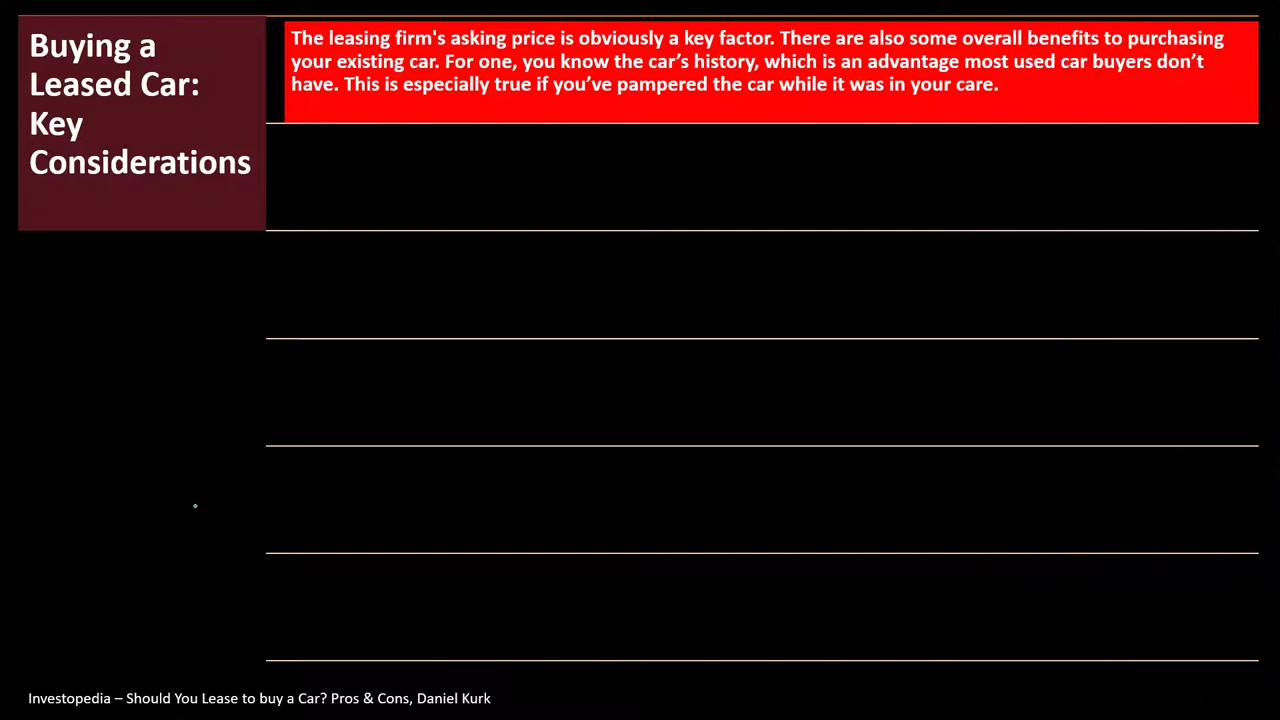 Buying a
Leased Car:
Key
Considerations
The leasing firm's asking price is obviously a key factor. There are also some overall benefits to purchasing
your existing car. For one, you know the car’s history, which is an advantage most used car buyers don’t
have. This is especially true if you’ve pampered the car while it was in your care.
Investopedia – Should You Lease to buy a Car? Pros & Cons, Daniel Kurk